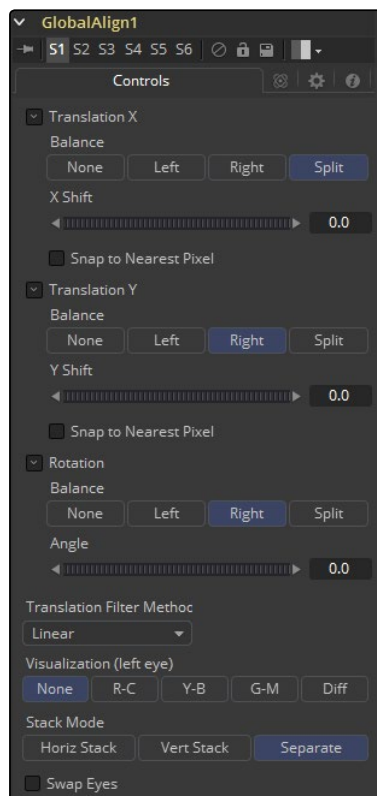 GlobalAlign1
S1 S2 S3 S4 S5 S6
Controls
Translation X
Balance
None Left Right Split
X Shift
0.0
Snap to Nearest Pixel
Translation Y
Balance
None Left Right Split
Y Shift
0.0
Snap to Nearest Pixel
Rotation
Balance
None Left Right Split
Angle
0.0
Translation Filter Methoc
Linear
Visualization (left eye)
None R-C Y-B G-M Diff
Stack Mode
Horiz Stack Vert Stack Separate
Swap Eyes